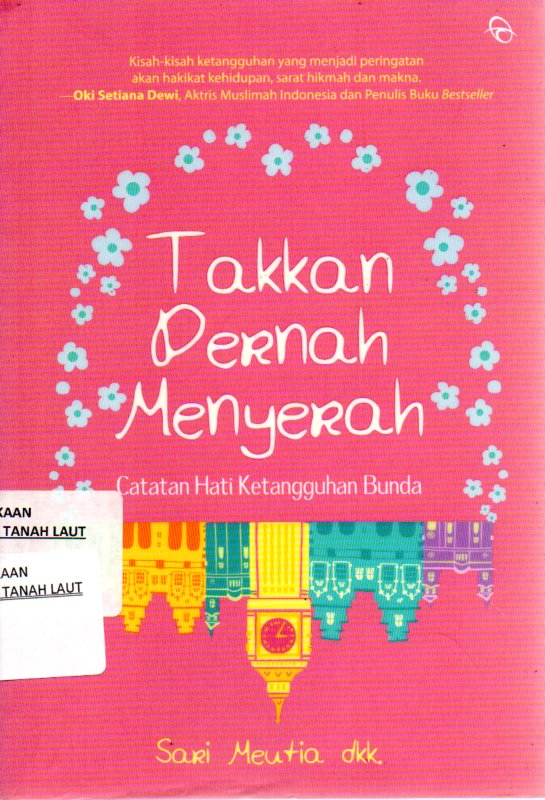 Kisah-kisah ketangguhan yang menjadi peringatan
akan hakikat kehidupan, sarat hikmah dan makna.
—Oki Setiana Dewi, Aktris Muslimah Indonesia dan Penulis Buku Bestseller
Takkan
Pernah
Menyerah
Catatan Hati Ketangguhan Bunda
KAAN
TANAH LAUT
KAAN
TANAH LAUT
Sari Meutia dkk.